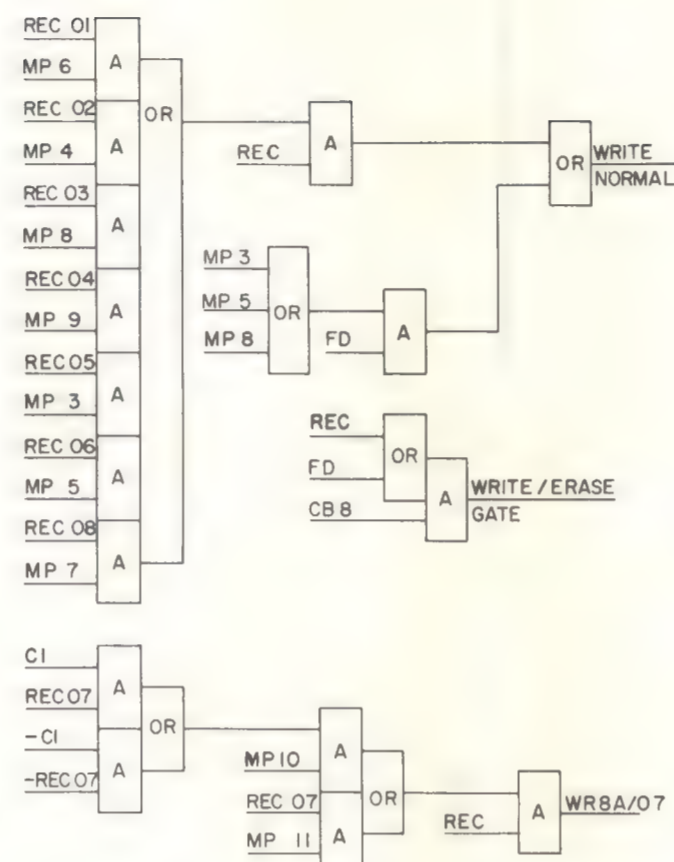 REC 01
A
MP 6
OR
REC 02
A
MP 4
REC 03
A
MP 8
REC 04
A
MP 9
REC 05
A
MP 3
REC 06
A
MP 5
REC 08
A
MP 7
REC
A
OR
WRITE
NORMAL
MP 3
MP 5
OR
MP 8
FD
A
REC
OR
FD
A
WRITE / ERASE
GATE
CB 8
C1
A
REC 07
OR
-C1
A
-REC 07
A
MP 10
OR
REC 07
A
MP 11
REC
A
WR8A/07